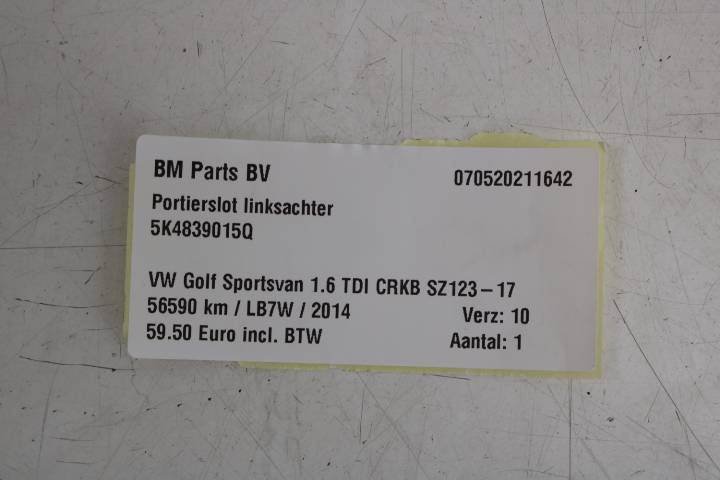 BM Parts BV 070520211642
Portierslot linksachter
5K4839015Q
VW Golf Sportsvan 1.6 TDI CRKB SZ123-17
56590 km / LB7W / 2014 Verz: 10
59.50 Euro incl. BTW Aantal: 1